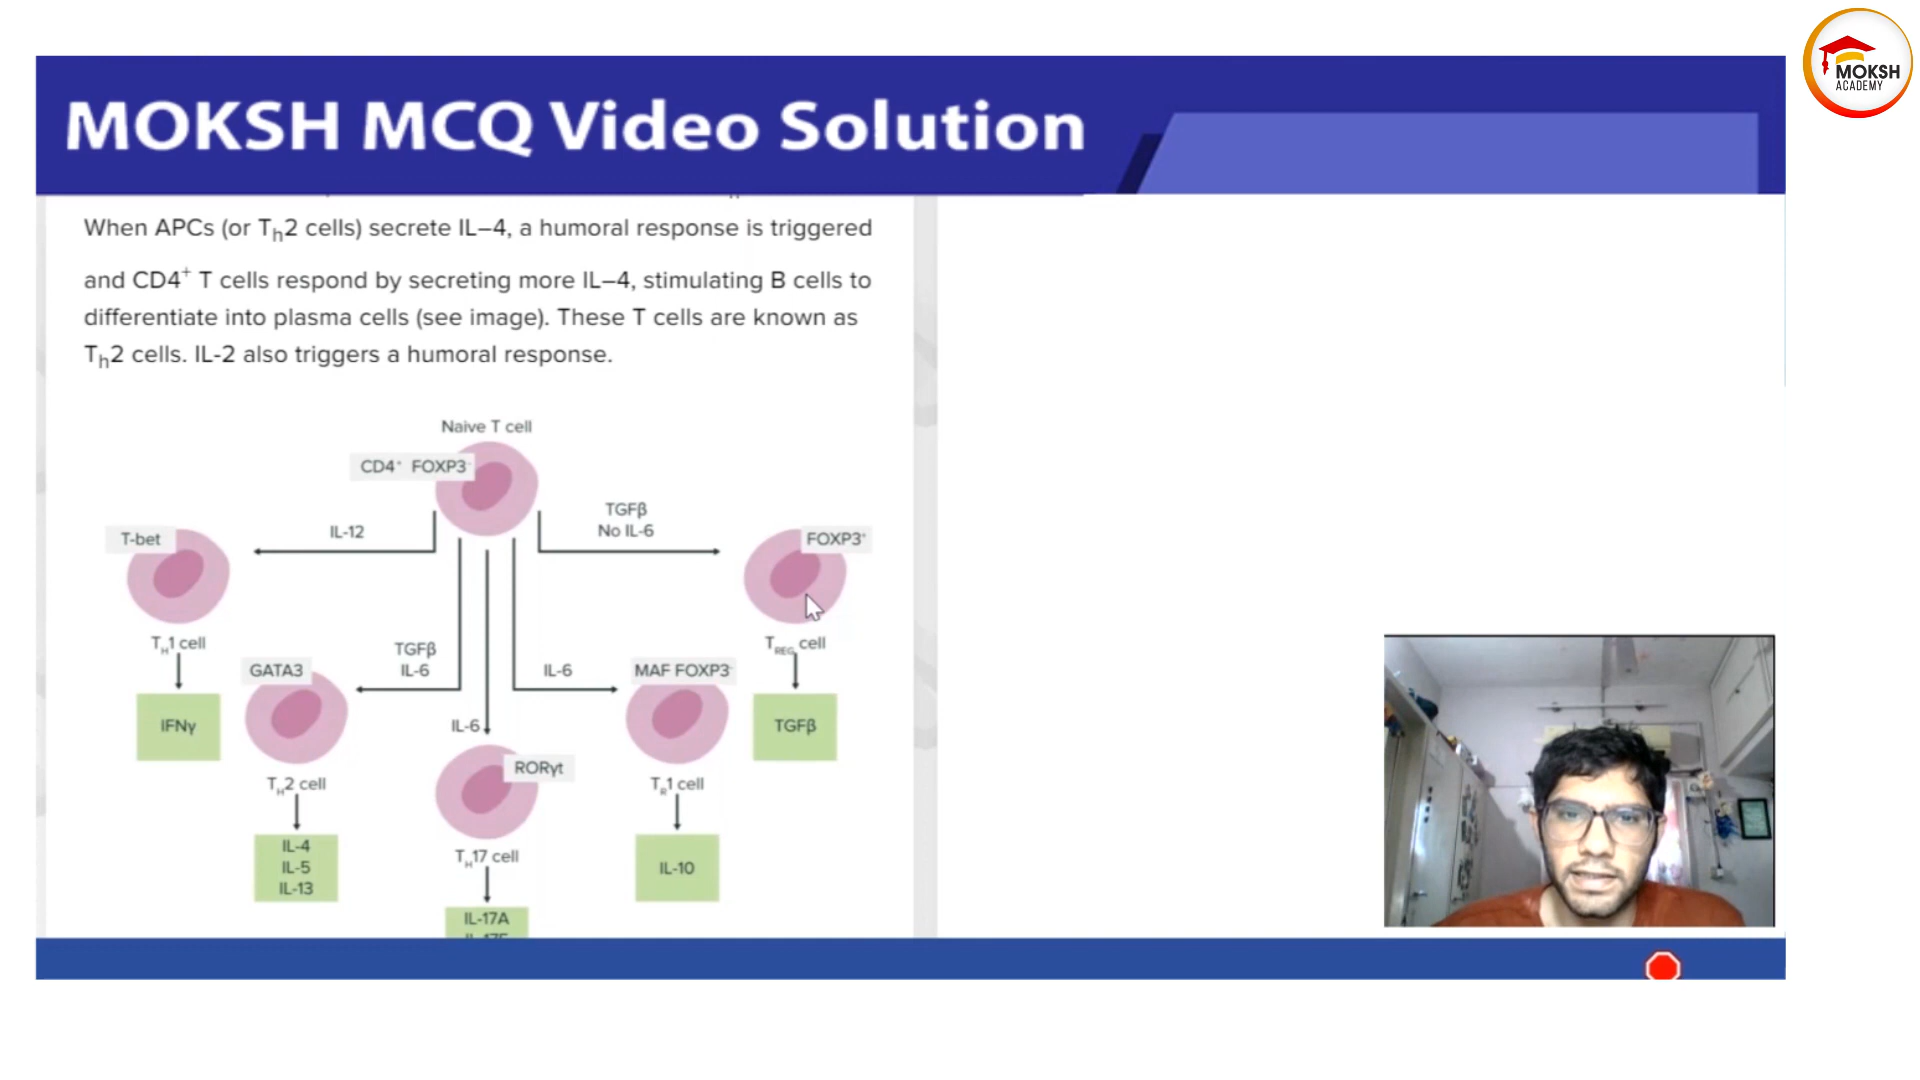 MOKSH
ACADEMY
MOKSH MCQ Video Solution
When APCs (or Th2 cells) secrete IL–4, a humoral response is triggered
and CD4⁺ T cells respond by secreting more IL–4, stimulating B cells to
differentiate into plasma cells (see image). These T cells are known as
Th2 cells. IL-2 also triggers a humoral response.
Naive T cell
CD4⁺ FOXP3⁻
IL-12
TGFβ
No IL-6
T-bet
FOXP3⁺
TH1 cell
TREG cell
IFNγ
TGFβ
TGFβ
IL-6
IL-6
GATA3
MAF FOXP3⁻
IL-6
RORγt
TH2 cell
TR1 cell
IL-4
IL-5
IL-13
IL-10
TH17 cell
IL-17A